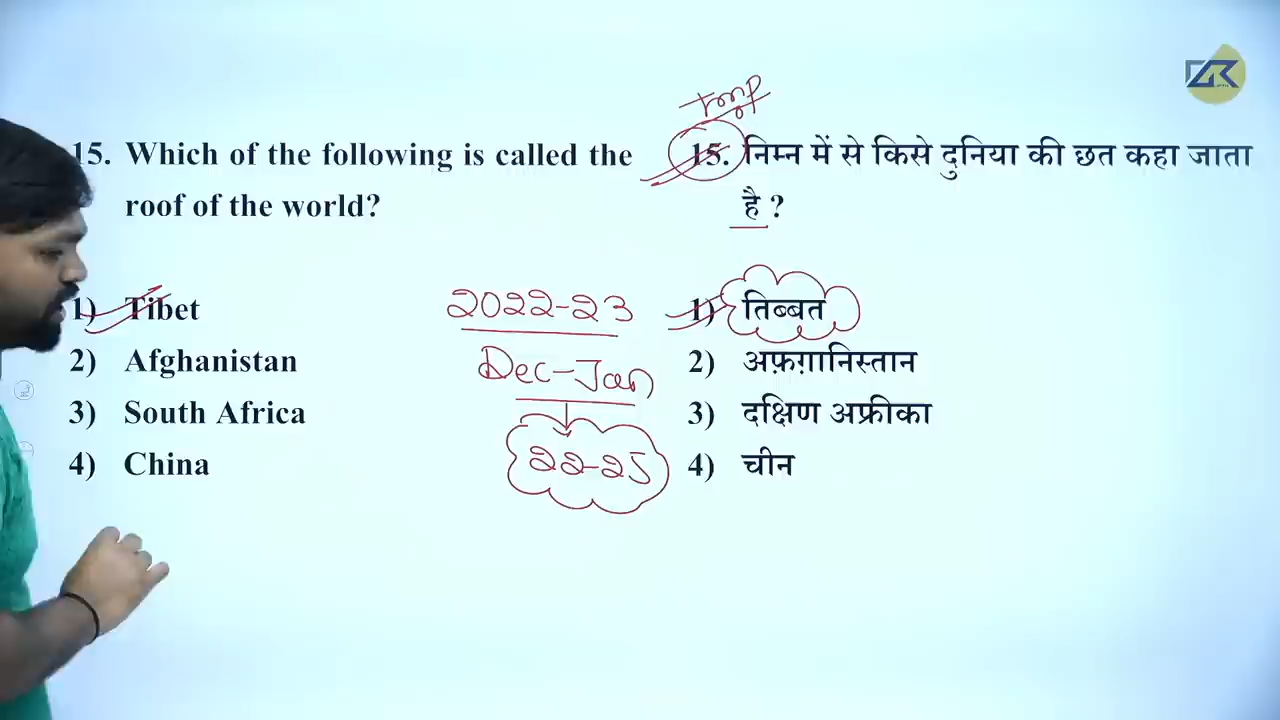 15. Which of the following is called the
roof of the world?
1) Tibet
2) Afghanistan
3) South Africa
4) China
2022-23
Dec-Jan
22-25
15. निम्न में से किसे दुनिया की छत कहा जाता
है ?
1) तिब्बत
2) अफ़ग़ानिस्तान
3) दक्षिण अफ्रीका
4) चीन